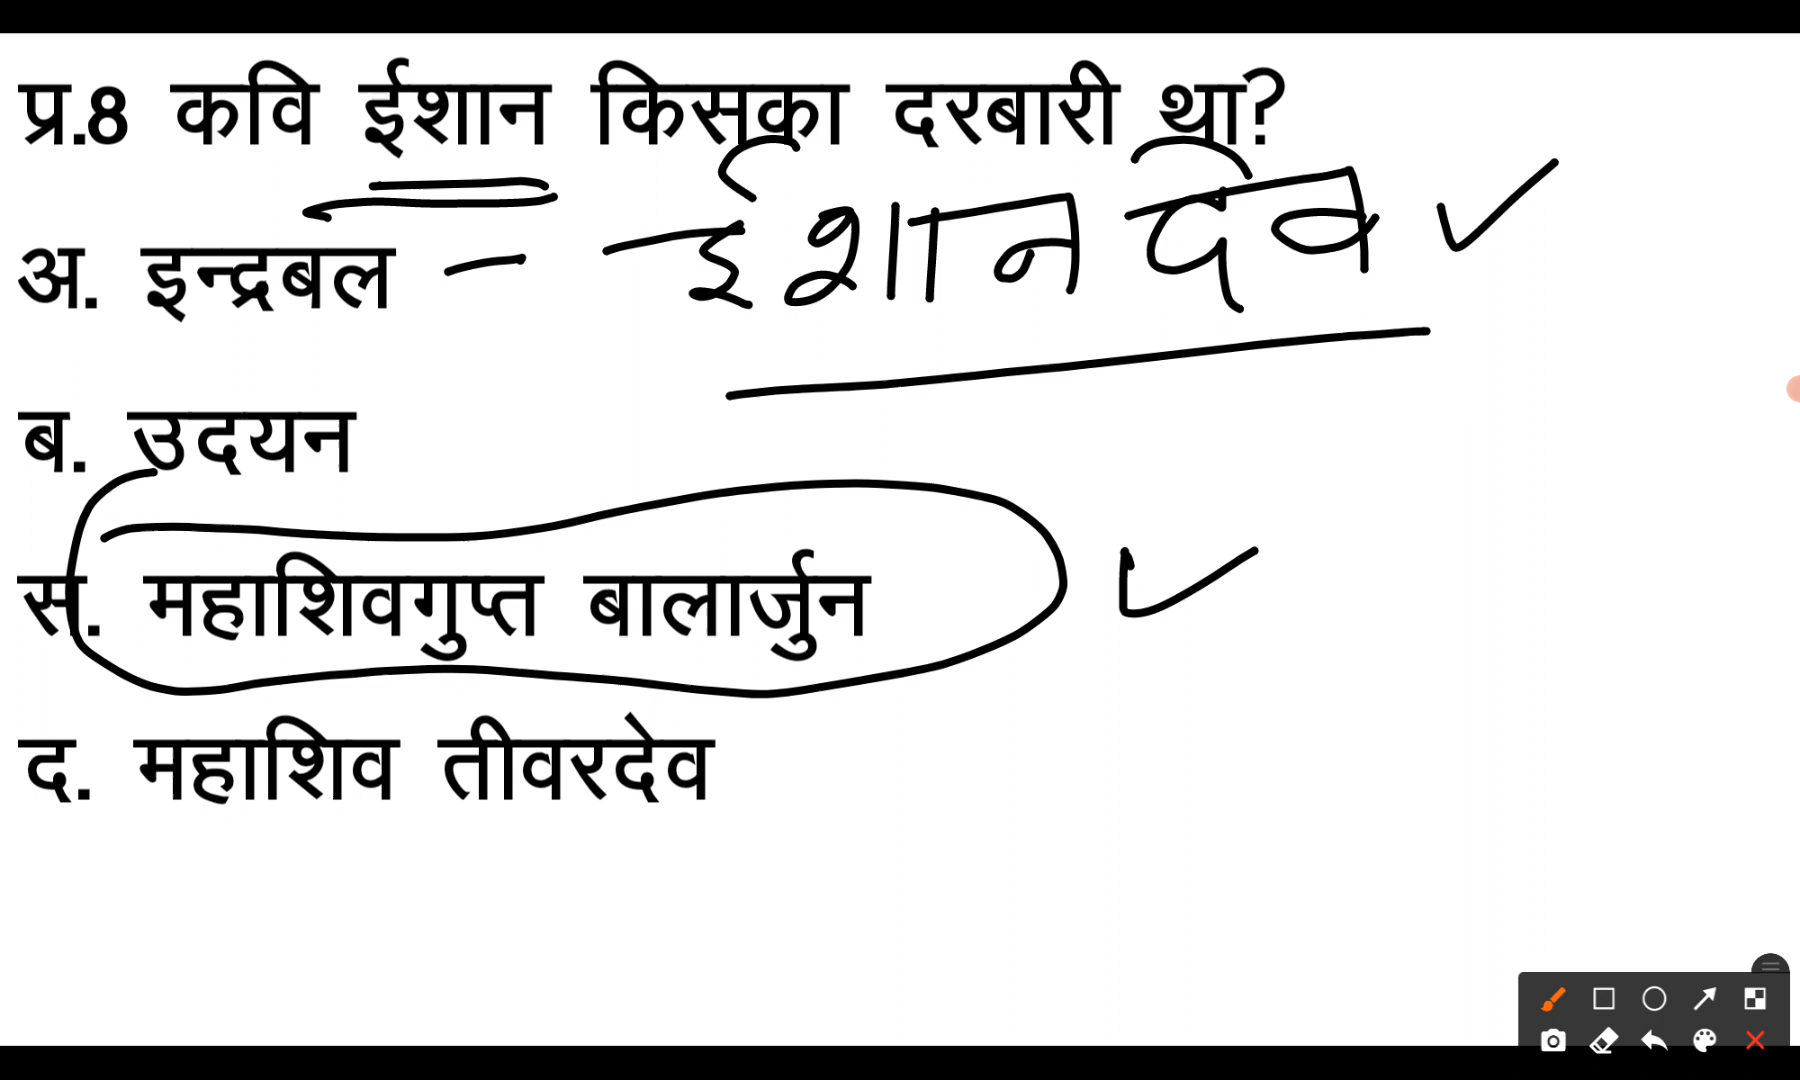 प्र.8 कवि ईशान किसका दरबारी था?
अ. इन्द्रबल - ईशानदेव
ब. उदयन
स. महाशिवगुप्त बालार्जुन
द. महाशिव तीवरदेव